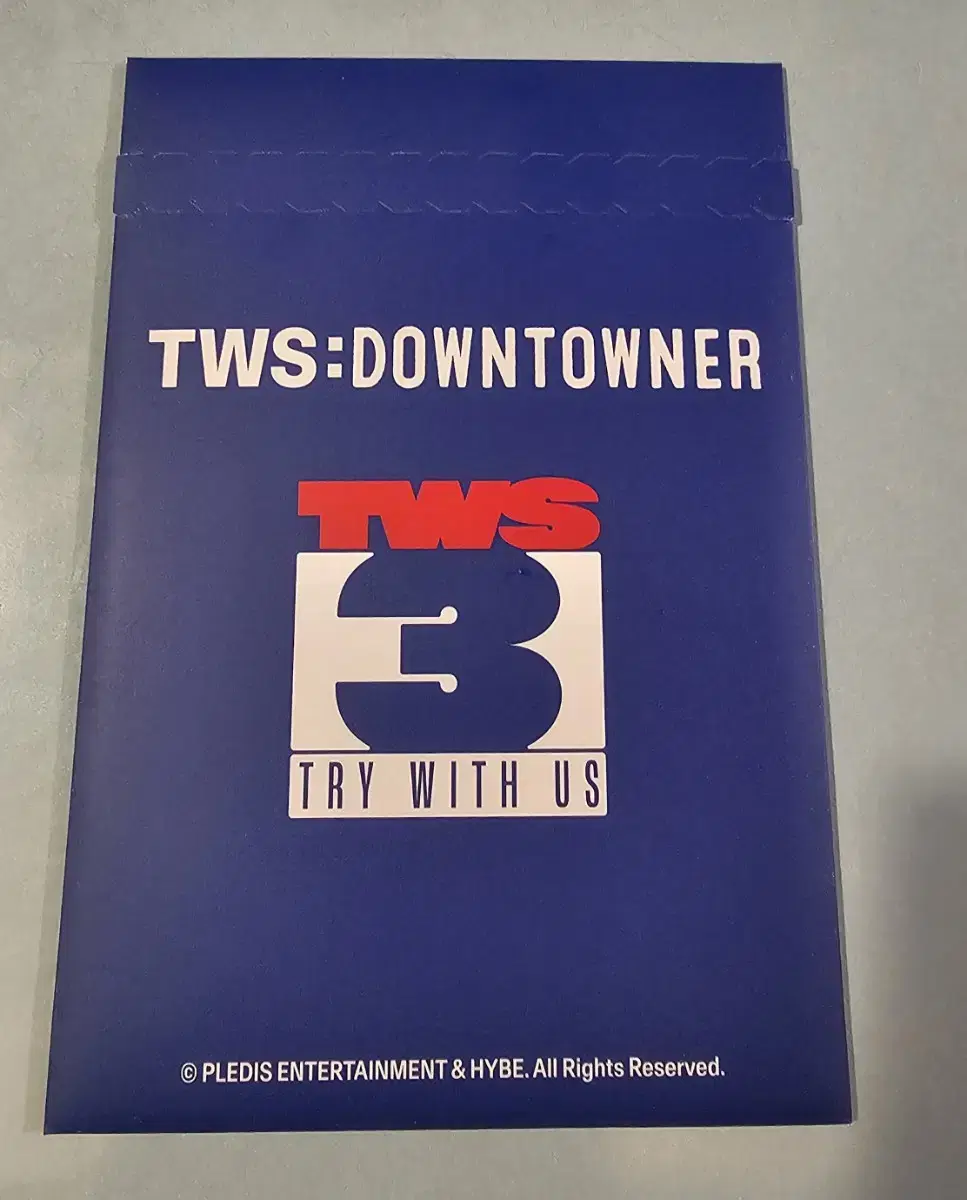 TWS:DOWNTOWNER
TWS
3
TRY WITH US
© PLEDIS ENTERTAINMENT & HYBE. All Rights Reserved.